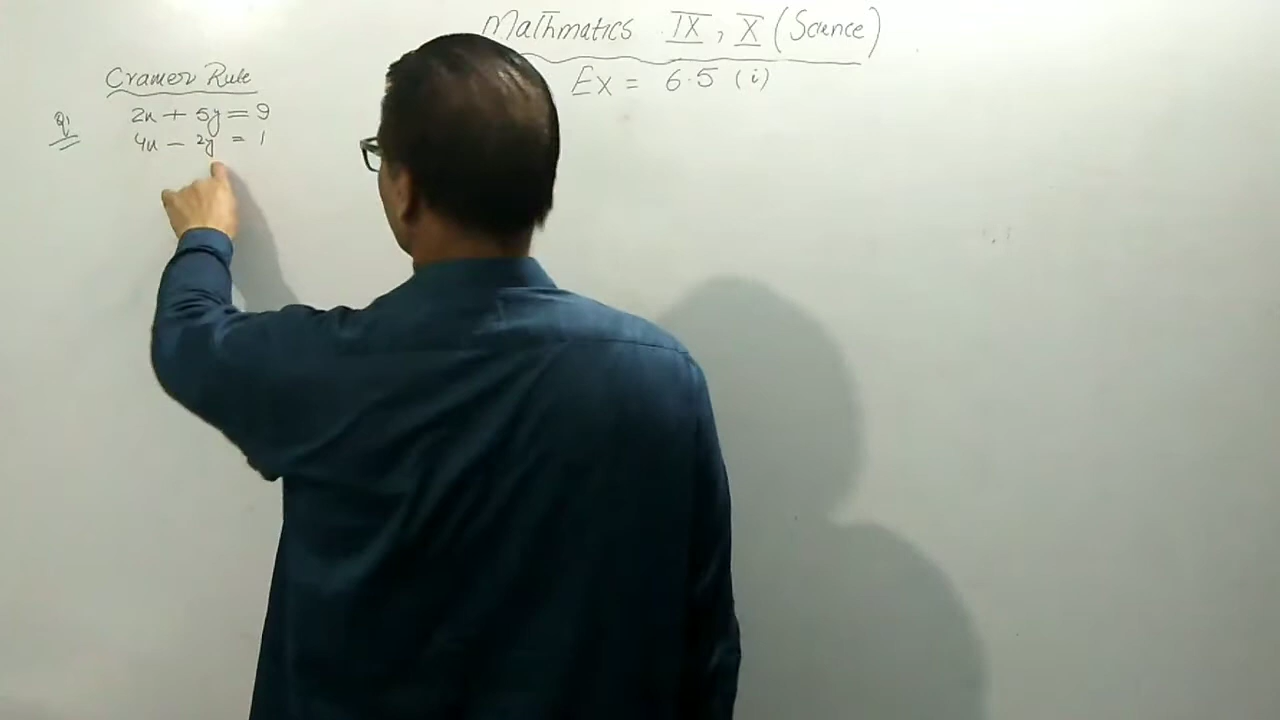 Mathmatics IX, X (Science)
Ex = 6.5 (i)
Cramer Rule
Q1 2x + 5y = 9
4x - 2y = 1